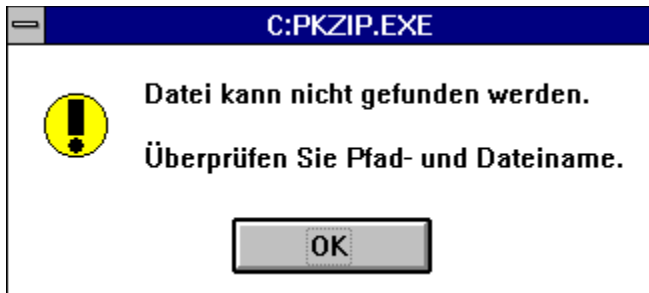 C:PKZIP.EXE
Datei kann nicht gefunden werden.
Überprüfen Sie Pfad- und Dateiname.
OK